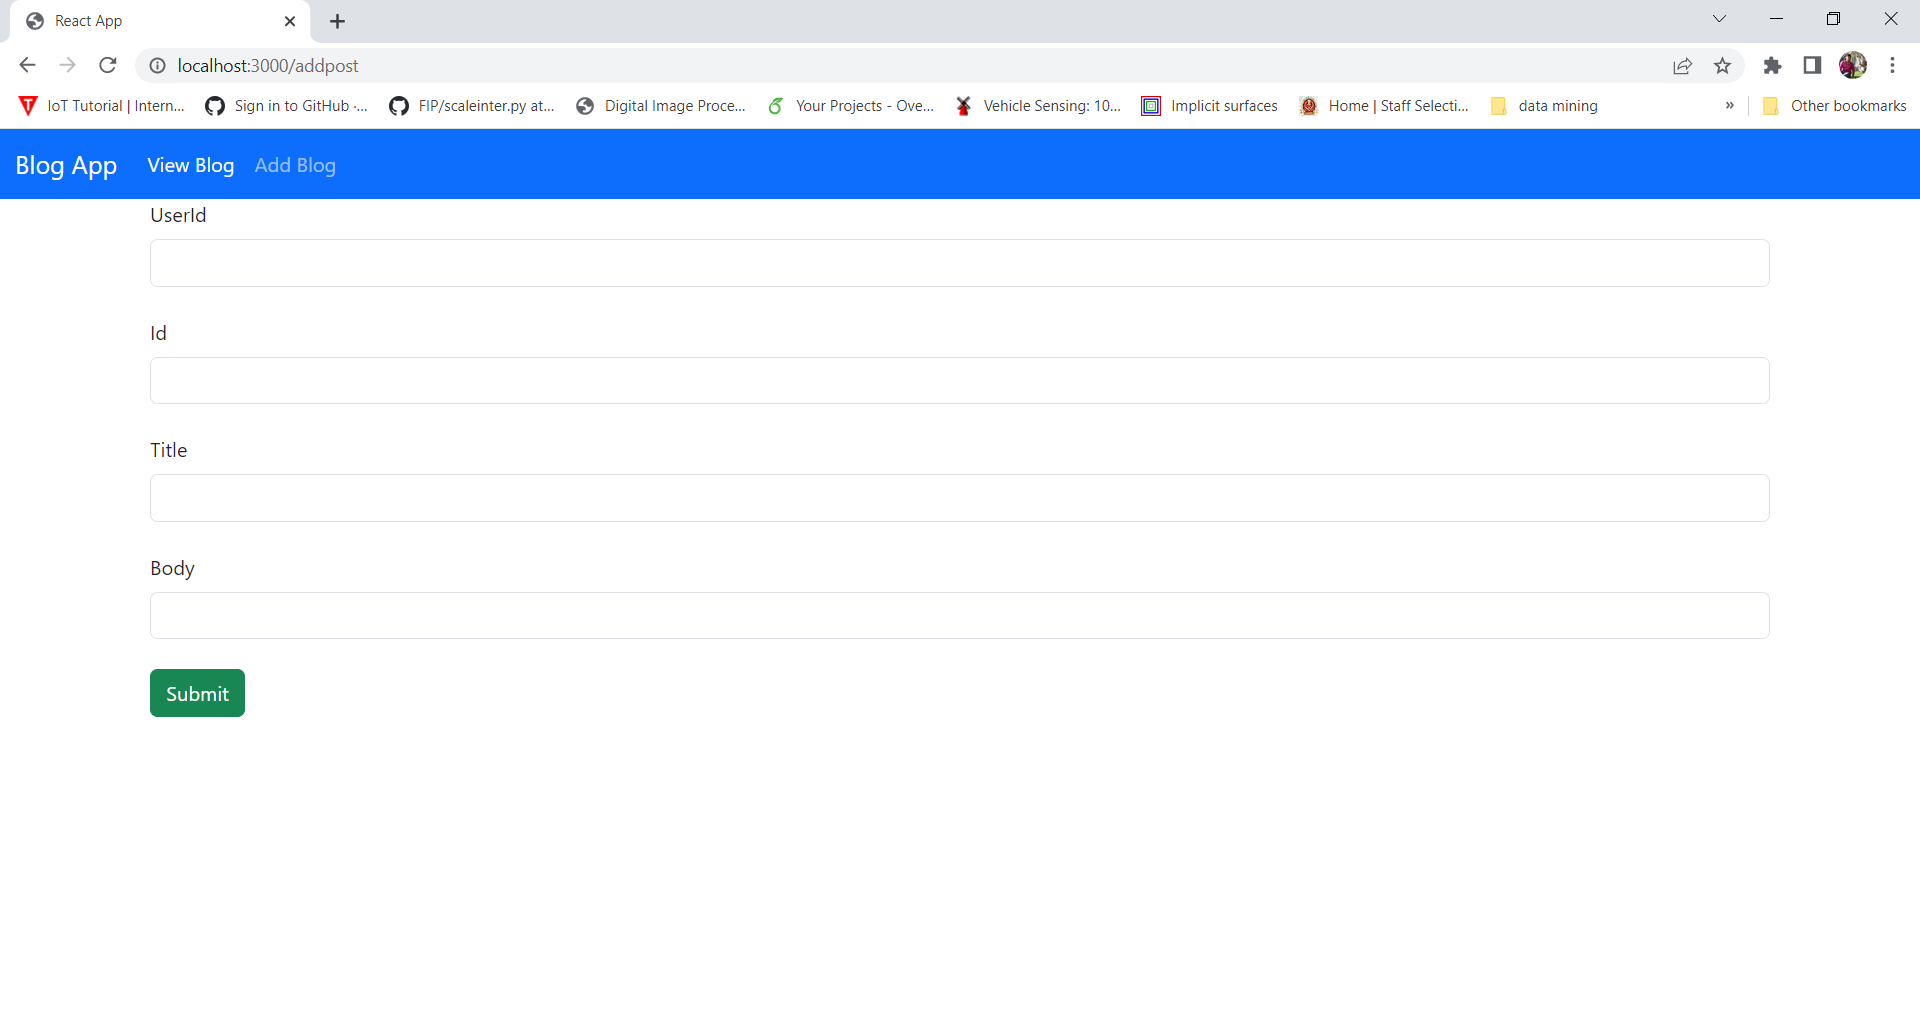 React App
localhost:3000/addpost
IoT Tutorial | Intern... Sign in to GitHub ·... FIP/scaleinter.py at... Digital Image Proce... Your Projects - Ove... Vehicle Sensing: 10... Implicit surfaces Home | Staff Selecti... data mining » Other bookmarks
Blog App View Blog Add Blog
UserId
Id
Title
Body
Submit